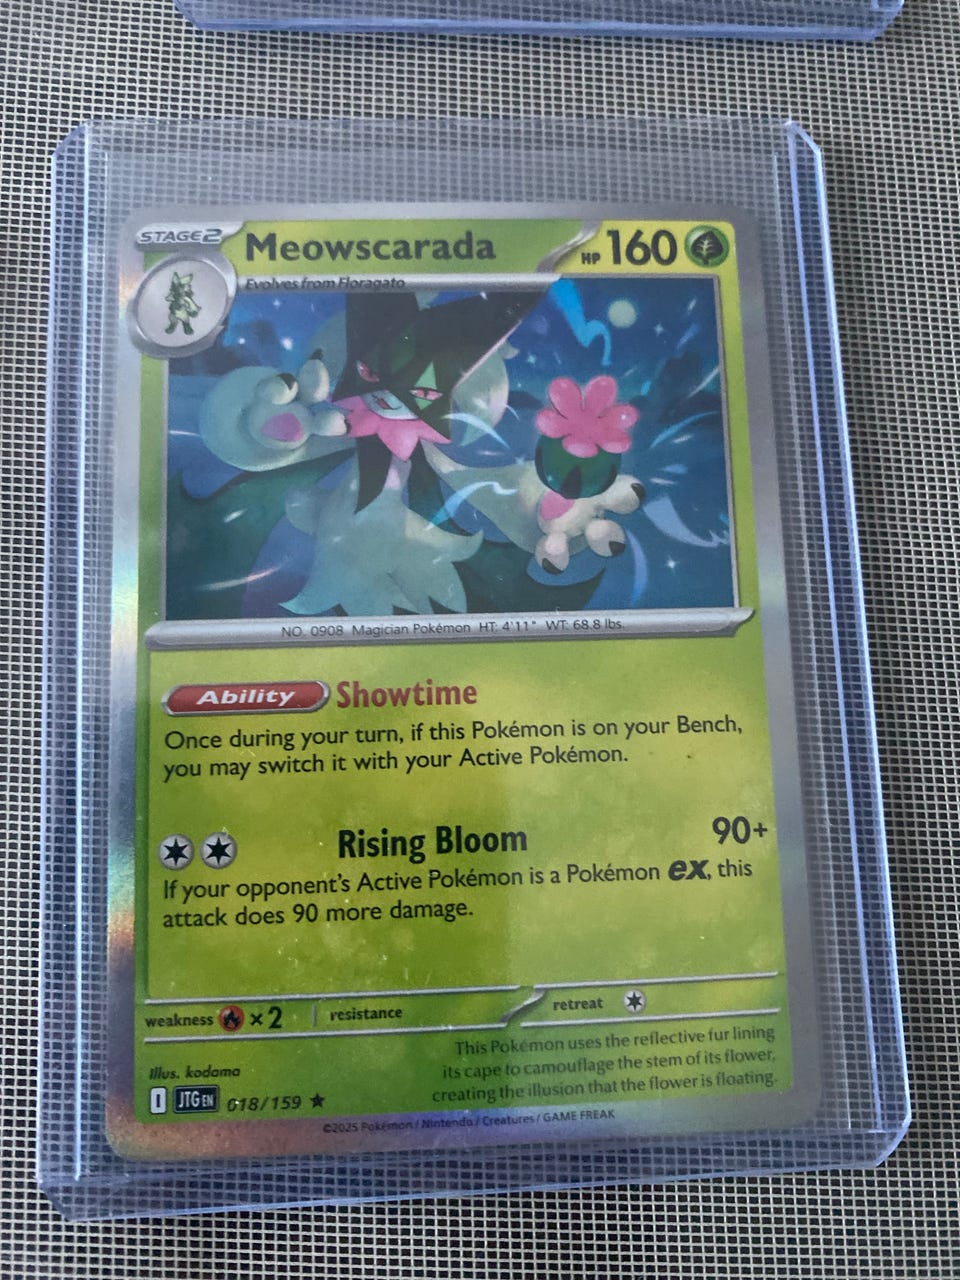 STAGE2 Meowscarada HP 160
Evolves from Floragato
NO. 0908 Magician Pokémon HT: 4'11" WT: 68.8 lbs.
Ability Showtime
Once during your turn, if this Pokémon is on your Bench,
you may switch it with your Active Pokémon.
Rising Bloom 90+
If your opponent's Active Pokémon is a Pokémon ex, this
attack does 90 more damage.
weakness ×2 resistance retreat
This Pokémon uses the reflective fur lining
its cape to camouflage the stem of its flower,
creating the illusion that the flower is floating.
Illus. kodama
I JTG EN 018/159 ★
©2025 Pokémon / Nintendo / Creatures / GAME FREAK